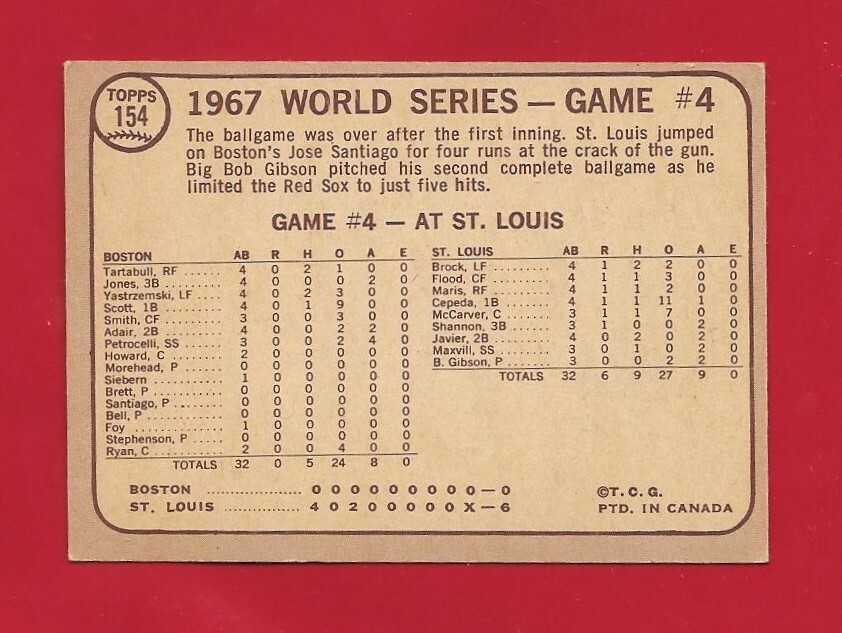 TOPPS
154
1967 WORLD SERIES — GAME #4
The ballgame was over after the first inning. St. Louis jumped
on Boston's Jose Santiago for four runs at the crack of the gun.
Big Bob Gibson pitched his second complete ballgame as he
limited the Red Sox to just five hits.
GAME #4 — AT ST. LOUIS
BOSTON AB R H O A E
Tartabull, RF ...... 4 0 2 1 0 0
Jones, 3B ........... 4 0 0 0 2 0
Yastrzemski, LF .... 4 0 2 3 0 0
Scott, 1B ........... 4 0 1 9 0 0
Smith, CF ........... 3 0 0 3 0 0
Adair, 2B ........... 4 0 0 2 2 0
Petrocelli, SS ...... 3 0 0 2 4 0
Howard, C .......... 2 0 0 0 0 0
Morehead, P ........ 0 0 0 0 0 0
Siebern ............ 1 0 0 0 0 0
Brett, P ............ 0 0 0 0 0 0
Santiago, P ......... 0 0 0 0 0 0
Bell, P .............. 0 0 0 0 0 0
Foy ................. 1 0 0 0 0 0
Stephenson, P ..... 0 0 0 0 0 0
Ryan, C ............ 2 0 0 4 0 0
TOTALS 32 0 5 24 8 0
ST. LOUIS AB R H O A E
Brock, LF ......... 4 1 2 2 0 0
Flood, CF ......... 4 1 1 3 0 0
Maris, RF ......... 4 1 1 2 0 0
Cepeda, 1B ....... 4 1 1 11 1 0
McCarver, C ...... 3 1 1 7 0 0
Shannon, 3B ...... 3 1 0 0 2 0
Javier, 2B ......... 4 0 2 0 2 0
Maxvill, SS ........ 3 0 1 0 2 0
B. Gibson, P ...... 3 0 0 2 2 0
TOTALS 32 6 9 27 9 0
BOSTON .................... 0 0 0 0 0 0 0 0 0 — 0
ST. LOUIS ................ 4 0 2 0 0 0 0 0 X — 6
©T.C.G.
PTD. IN CANADA